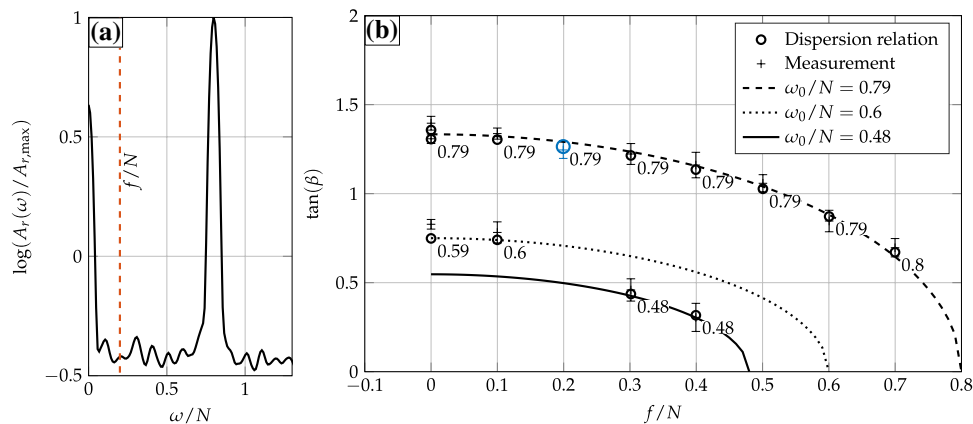 (a)
1
0.5
0
−0.5
0
0.5
1
f/N
log(A_r(ω)/A_{r,max})
ω/N
(b)
2
1.5
1
0.5
0
−0.1
0
0.1
0.2
0.3
0.4
0.5
0.6
0.7
0.8
tan(β)
f/N
Dispersion relation
Measurement
ω₀/N = 0.79
ω₀/N = 0.6
ω₀/N = 0.48
0.79
0.79
0.79
0.79
0.79
0.79
0.79
0.8
0.59
0.6
0.48
0.48